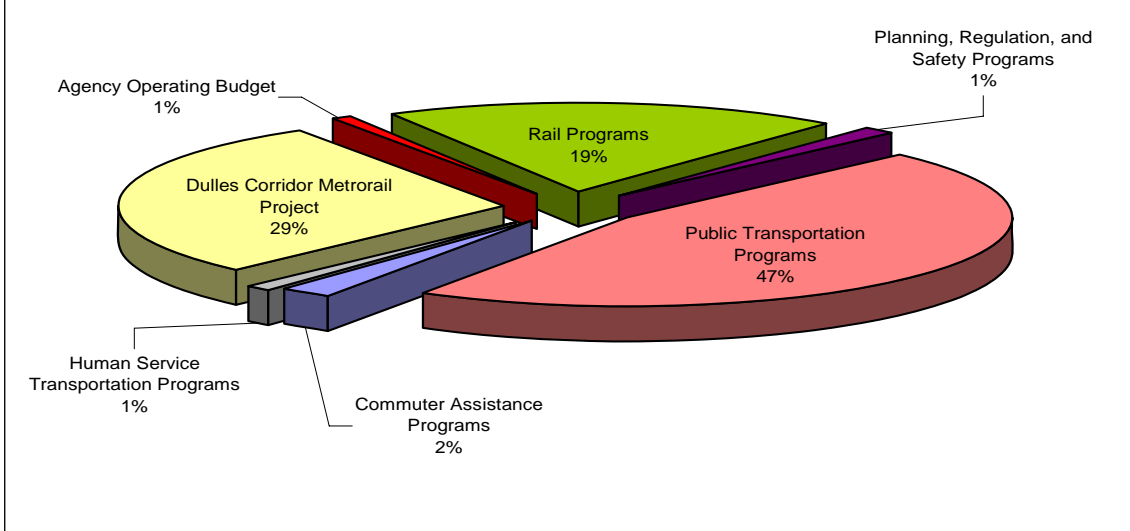 Planning, Regulation, and
Safety Programs
1%
Agency Operating Budget
1%
Rail Programs
19%
Dulles Corridor Metrorail
Project
29%
Public Transportation
Programs
47%
Human Service
Transportation Programs
1%
Commuter Assistance
Programs
2%